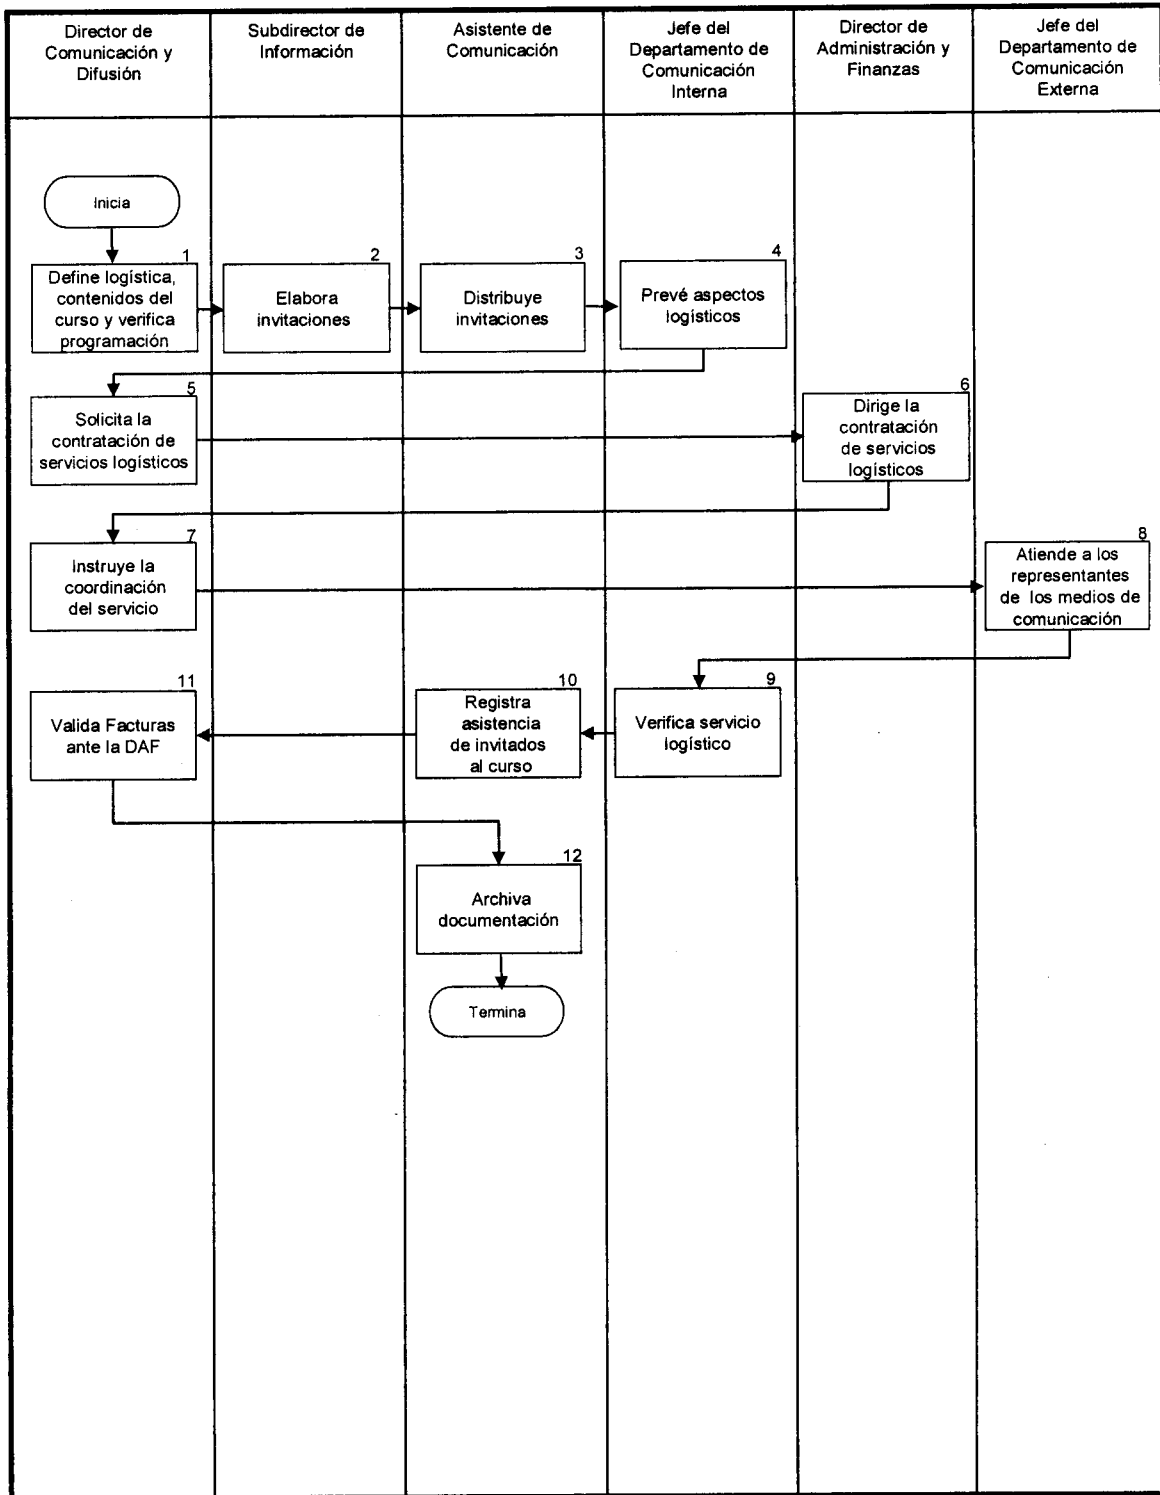 Director de
Comunicación y
Difusión
Subdirector de
Información
Asistente de
Comunicación
Jefe del
Departamento de
Comunicación
Interna
Director de
Administración y
Finanzas
Jefe del
Departamento de
Comunicación
Externa
Inicia
1
Define logística,
contenidos del
curso y verifica
programación
2
Elabora
invitaciones
3
Distribuye
invitaciones
4
Prevé aspectos
logísticos
5
Solicita la
contratación de
servicios logísticos
6
Dirige la
contratación
de servicios
logísticos
7
Instruye la
coordinación
del servicio
8
Atiende a los
representantes
de los medios de
comunicación
9
Verifica servicio
logístico
10
Registra
asistencia
de invitados
al curso
11
Valida Facturas
ante la DAF
12
Archiva
documentación
Termina